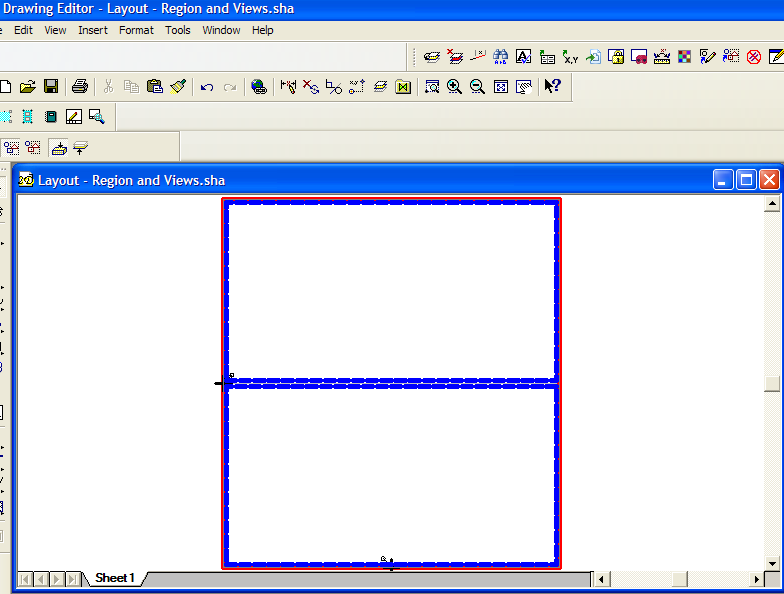 Drawing Editor - Layout - Region and Views.sha
Edit View Insert Format Tools Window Help
Layout - Region and Views.sha
Sheet 1